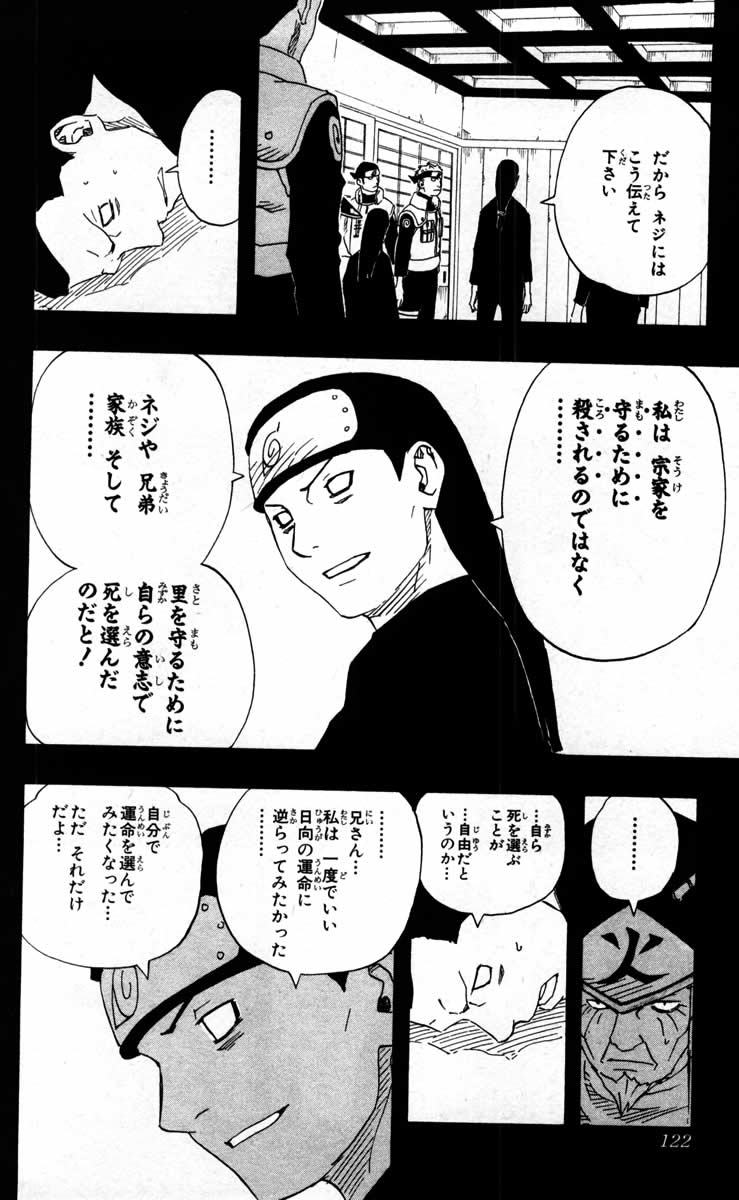 だから ネジには
こう伝えて
下さい
………
私は 宗家を
守るために
殺されるのではなく
ネジや 兄弟
家族 そして
………
里を守るために
自らの意志で
死を選んだ
のだと！
………
…自ら
死を選ぶ
ことが
…自由だと
いうのか…
………
兄さん…
私は 一度でいい
日向の運命に
逆らってみたかった
………
自分で
運命を選んで
みたくなった…
ただ それだけ
だよ…
火
122